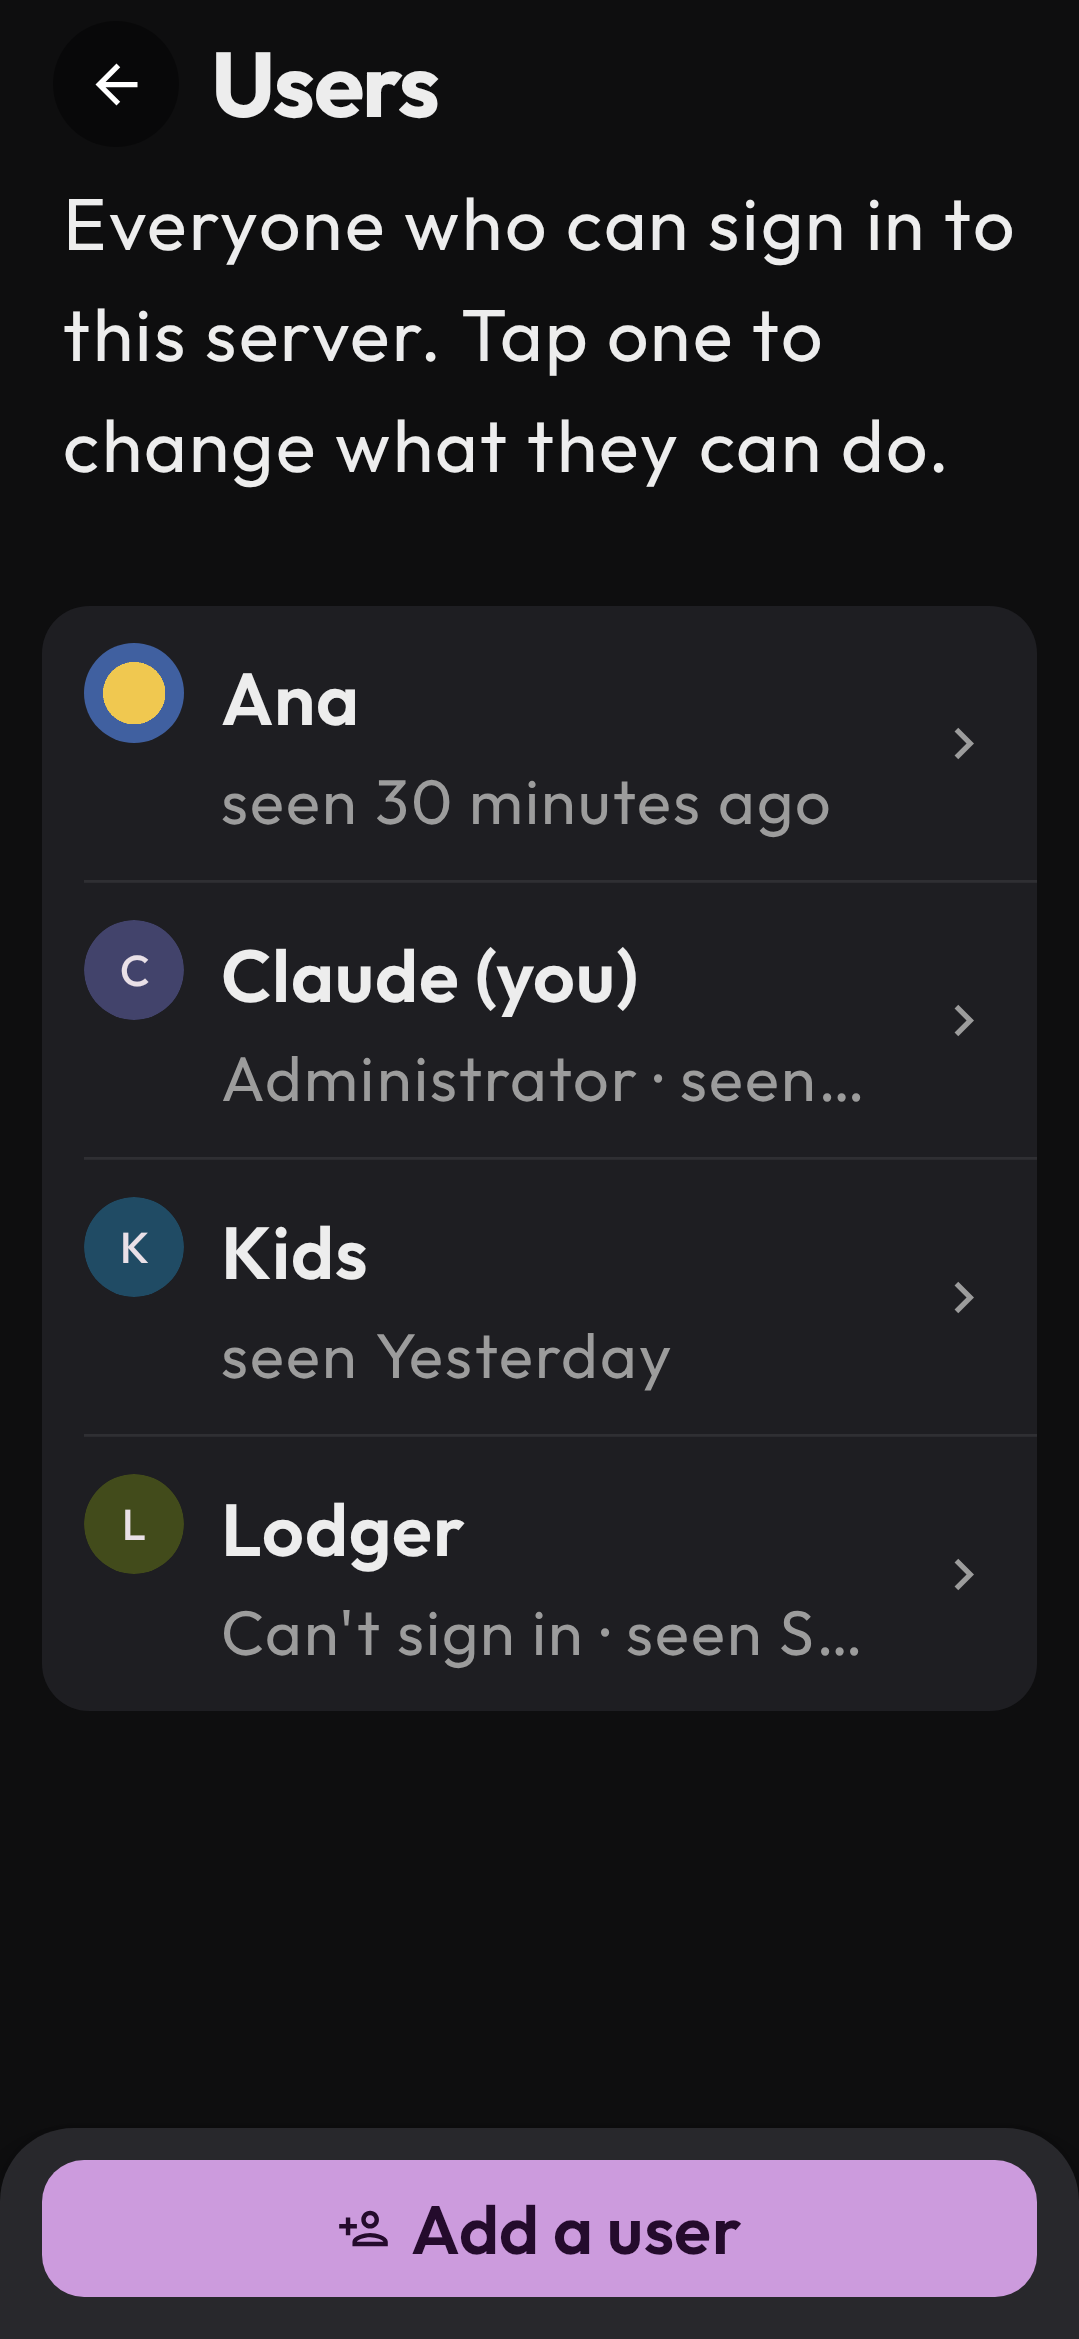 Users
Everyone who can sign in to
this server. Tap one to
change what they can do.
Ana
seen 30 minutes ago
C
Claude (you)
Administrator · seen…
K
Kids
seen Yesterday
L
Lodger
Can't sign in · seen S…
Add a user